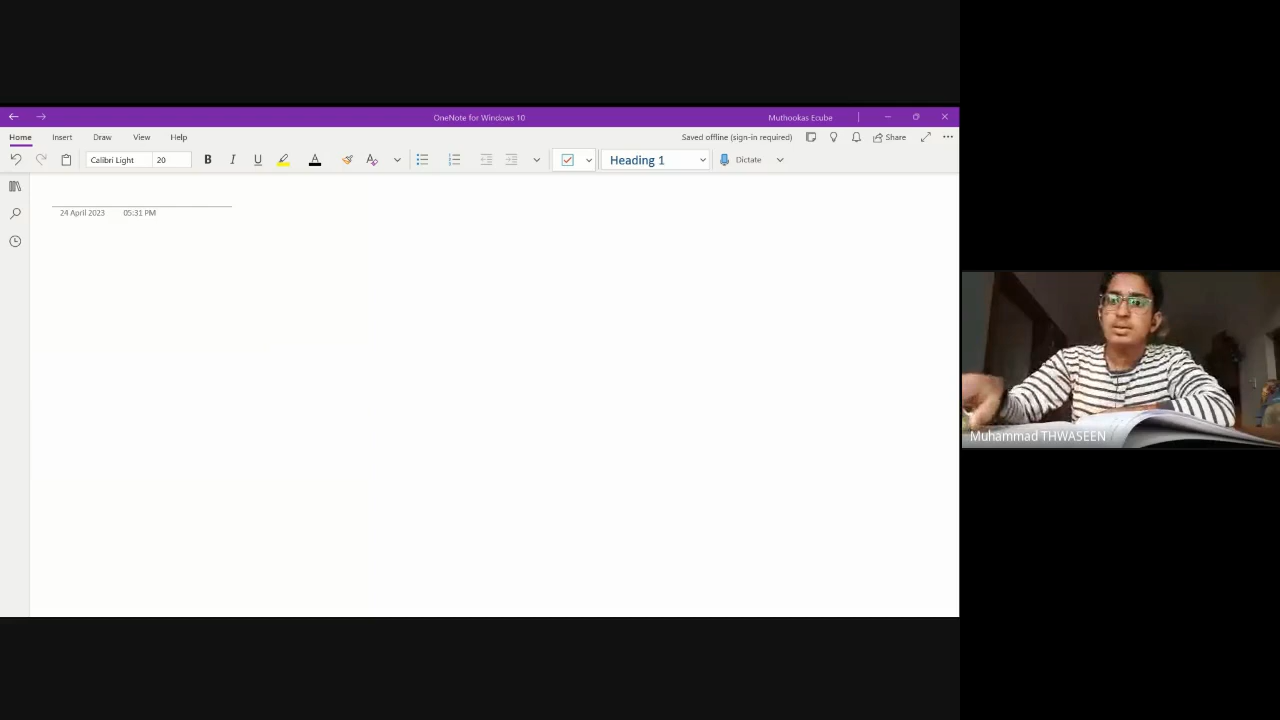 OneNote for Windows 10
Muthookas Ecube
Home Insert Draw View Help
Saved offline (sign-in required)
Share
Calibri Light 20 B I U A Heading 1 Dictate
24 April 2023 05:31 PM
Muhammad THWASEEN